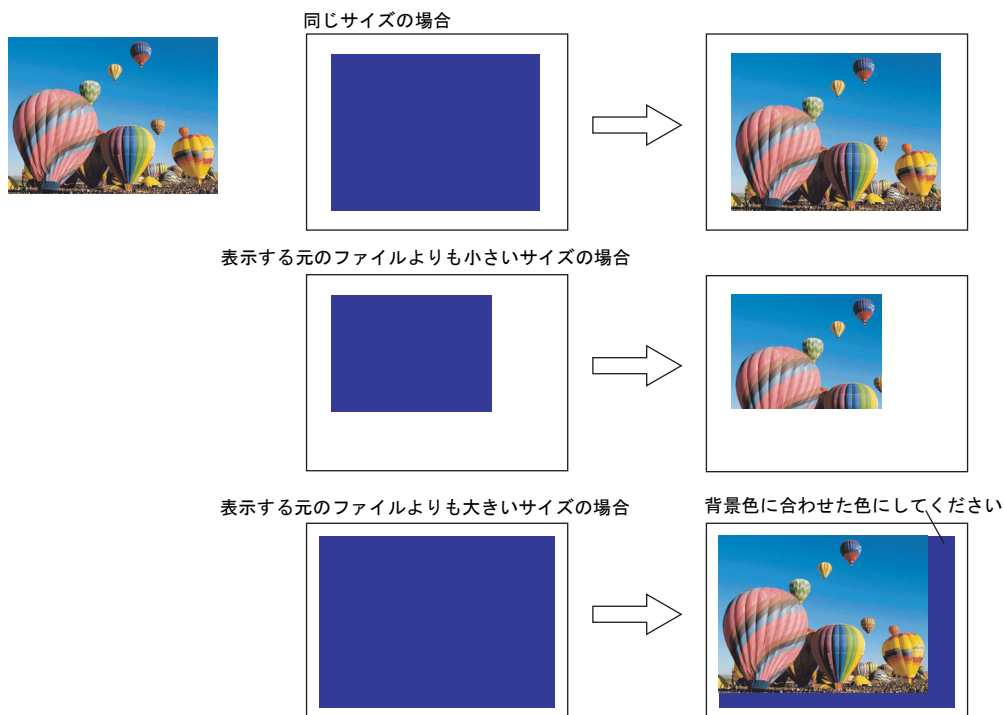 同じサイズの場合
表示する元のファイルよりも小さいサイズの場合
表示する元のファイルよりも大きいサイズの場合
背景色に合わせた色にしてください